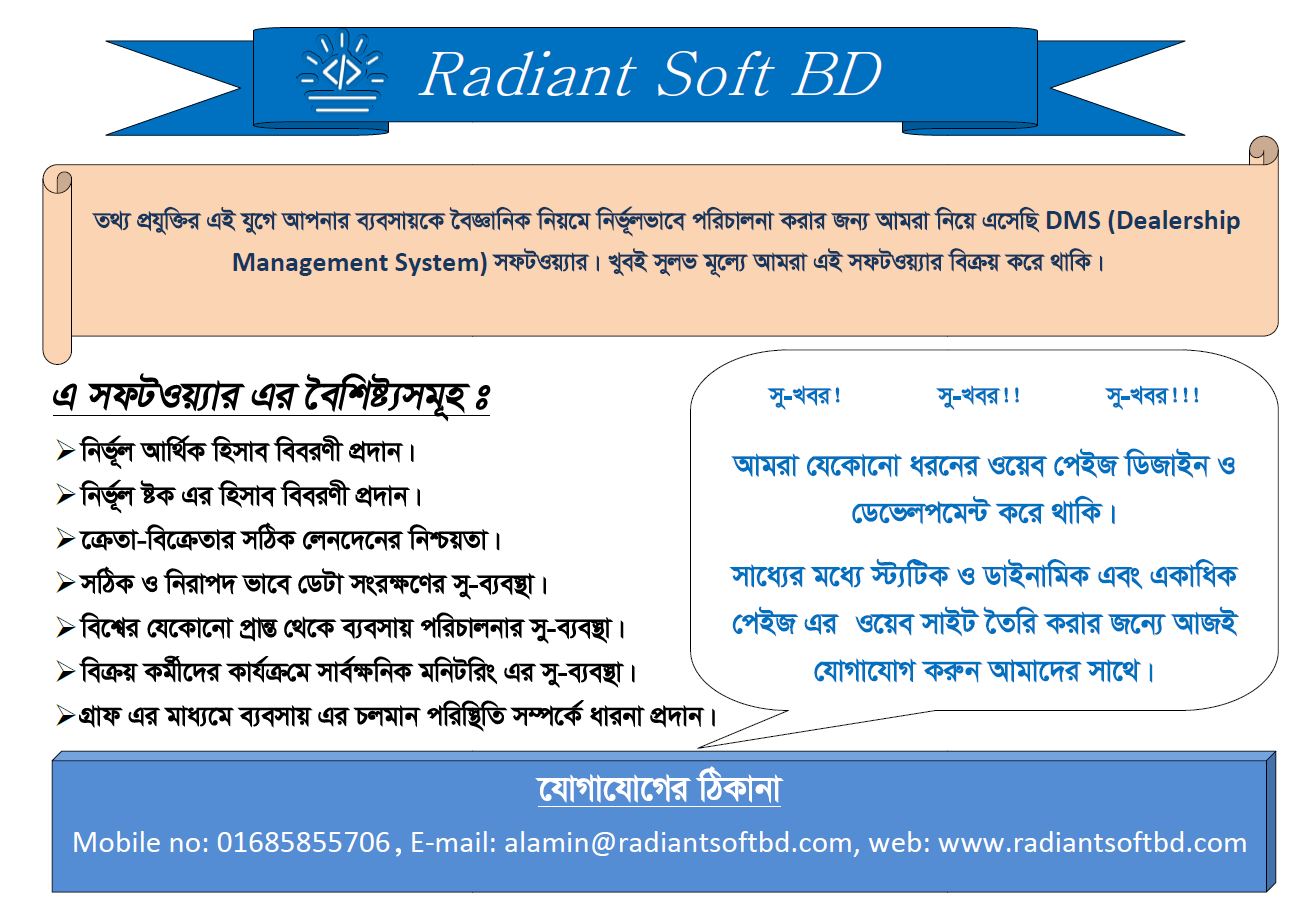 Radiant Soft BD
তথ্য প্রযুক্তির এই যুগে আপনার ব্যবসায়কে বৈজ্ঞানিক নিয়মে নির্ভূলভাবে পরিচালনা করার জন্য আমরা নিয়ে এসেছি DMS (Dealership
Management System) সফটওয়্যার। খুবই সুলভ মূল্যে আমরা এই সফটওয়্যার বিক্রয় করে থাকি।
এ সফটওয়্যার এর বৈশিষ্ট্যসমূহ ঃ
➢নির্ভূল আর্থিক হিসাব বিবরণী প্রদান।
➢নির্ভূল ষ্টক এর হিসাব বিবরণী প্রদান।
➢ক্রেতা-বিক্রেতার সঠিক লেনদেনের নিশ্চয়তা।
➢সঠিক ও নিরাপদ ভাবে ডেটা সংরক্ষণের সু-ব্যবস্থা।
➢বিশ্বের যেকোনো প্রান্ত থেকে ব্যবসায় পরিচালনার সু-ব্যবস্থা।
➢বিক্রয় কর্মীদের কার্যক্রমে সার্বক্ষনিক মনিটরিং এর সু-ব্যবস্থা।
➢গ্রাফ এর মাধ্যমে ব্যবসায় এর চলমান পরিস্থিতি সম্পর্কে ধারনা প্রদান।
সু-খবর! সু-খবর!! সু-খবর!!!
আমরা যেকোনো ধরনের ওয়েব পেইজ ডিজাইন ও
ডেভেলপমেন্ট করে থাকি।
সাধ্যের মধ্যে স্ট্যটিক ও ডাইনামিক এবং একাধিক
পেইজ এর ওয়েব সাইট তৈরি করার জন্যে আজই
যোগাযোগ করুন আমাদের সাথে।
যোগাযোগের ঠিকানা
Mobile no: 01685855706, E-mail: alamin@radiantsoftbd.com, web: www.radiantsoftbd.com